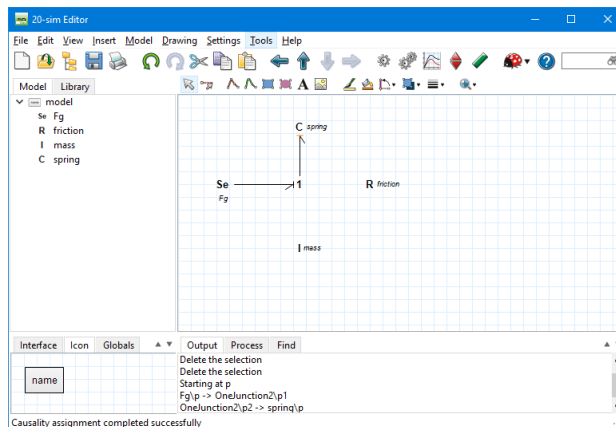 20-sim Editor
File Edit View Insert Model Drawing Settings Tools Help
Model Library
A
model
Se Fg
R friction
I mass
C spring
C spring
Se 1 R friction
Fg
I mass
Interface Icon Globals
Output Process Find
name
Delete the selection
Delete the selection
Starting at p
Fg\p -> OneJunction2\p1
OneJunction2\p2 -> spring\p
Causality assignment completed successfully